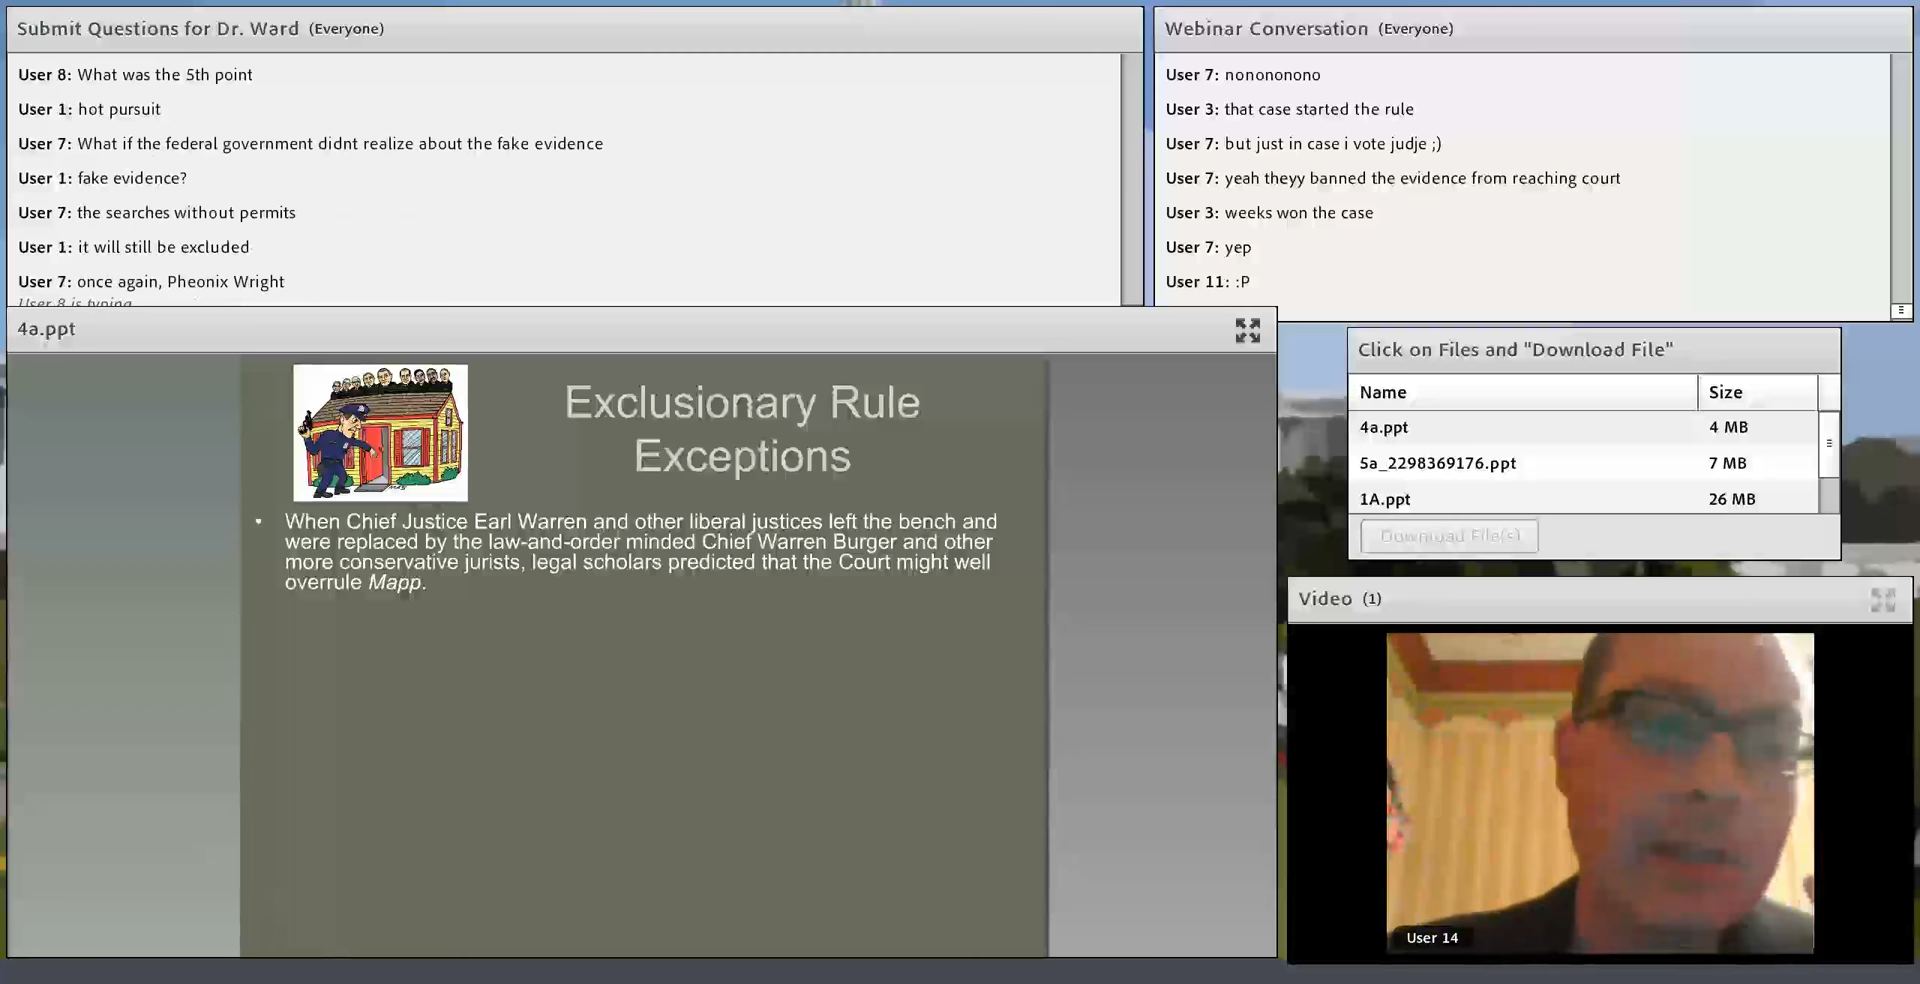 Submit Questions for Dr. Ward (Everyone)
User 8: What was the 5th point
User 1: hot pursuit
User 7: What if the federal government didnt realize about the fake evidence
User 1: fake evidence?
User 7: the searches without permits
User 1: it will still be excluded
User 7: once again, Pheonix Wright
User 8 is typing
Webinar Conversation (Everyone)
User 7: nonononono
User 3: that case started the rule
User 7: but just in case i vote judje ;)
User 7: yeah theyy banned the evidence from reaching court
User 3: weeks won the case
User 7: yep
User 11: :P
4a.ppt
Exclusionary Rule
Exceptions
• When Chief Justice Earl Warren and other liberal justices left the bench and
were replaced by the law-and-order minded Chief Warren Burger and other
more conservative jurists, legal scholars predicted that the Court might well
overrule Mapp.
Click on Files and "Download File"
Name Size
4a.ppt 4 MB
5a_2298369176.ppt 7 MB
1A.ppt 26 MB
Download File(s)
Video (1)
User 14